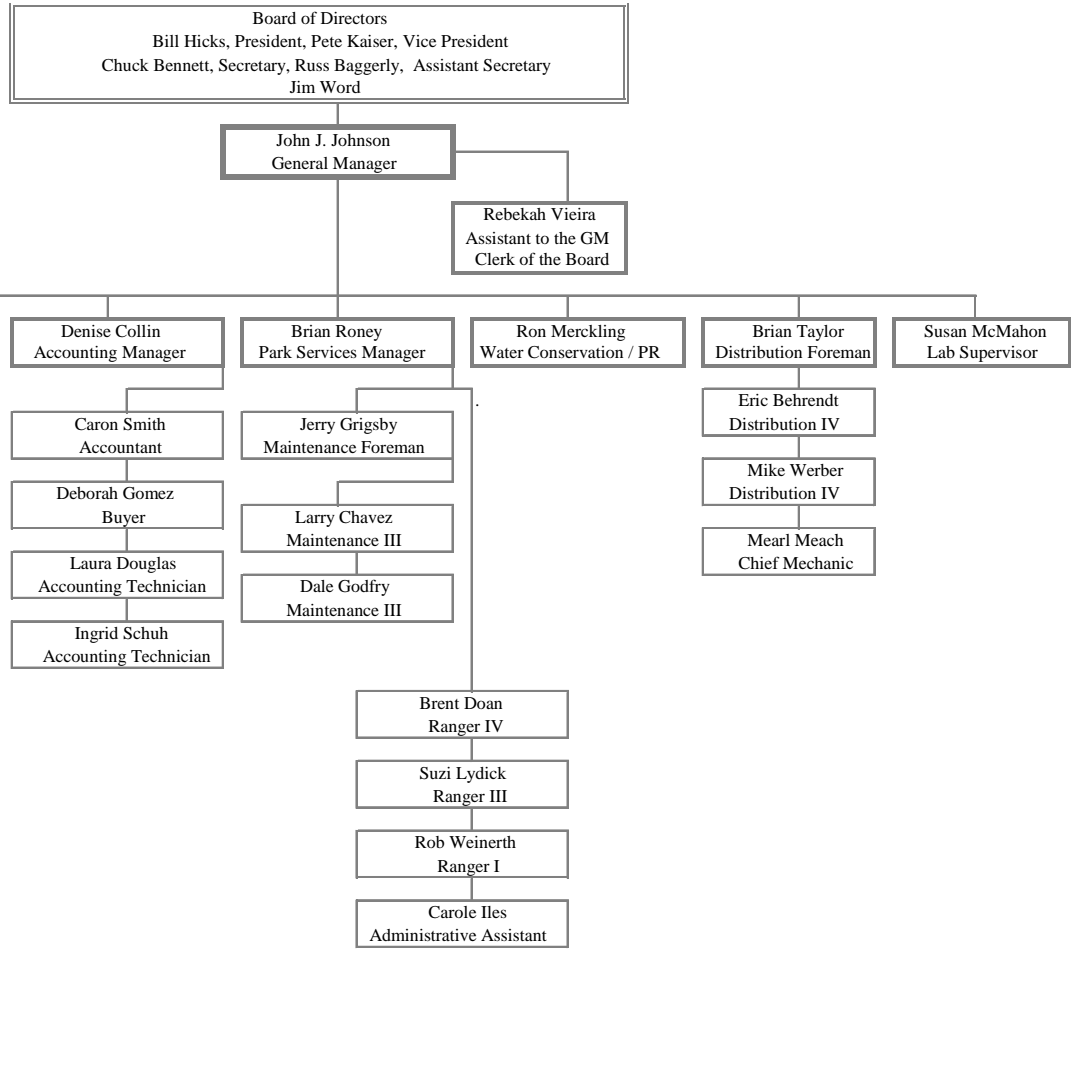 Board of Directors
Bill Hicks, President, Pete Kaiser, Vice President
Chuck Bennett, Secretary, Russ Baggerly, Assistant Secretary
Jim Word
John J. Johnson
General Manager
Rebekah Vieira
Assistant to the GM
Clerk of the Board
Denise Collin
Accounting Manager
Brian Roney
Park Services Manager
Ron Merckling
Water Conservation / PR
Brian Taylor
Distribution Foreman
Susan McMahon
Lab Supervisor
Caron Smith
Accountant
Deborah Gomez
Buyer
Laura Douglas
Accounting Technician
Ingrid Schuh
Accounting Technician
Jerry Grigsby
Maintenance Foreman
.
Larry Chavez
Maintenance III
Dale Godfry
Maintenance III
Brent Doan
Ranger IV
Suzi Lydick
Ranger III
Rob Weinerth
Ranger I
Carole Iles
Administrative Assistant
Eric Behrendt
Distribution IV
Mike Werber
Distribution IV
Mearl Meach
Chief Mechanic